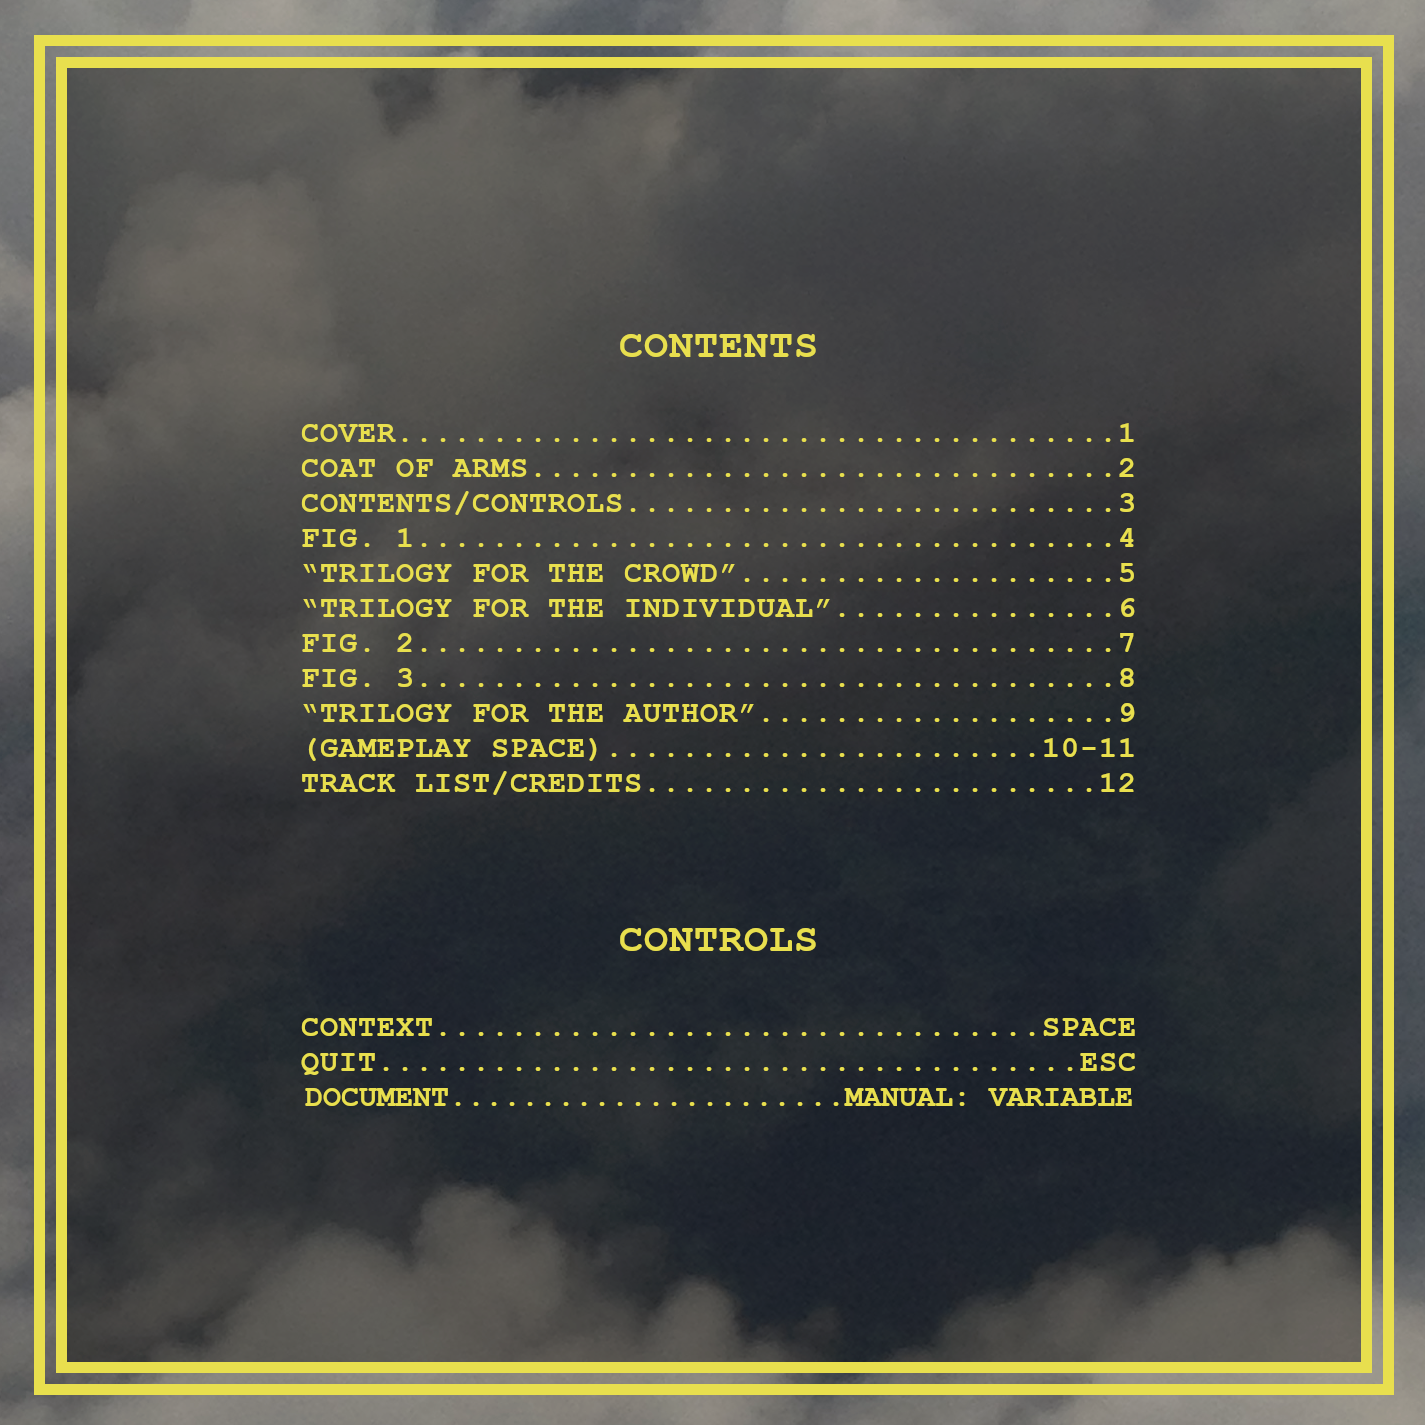 CONTENTS
COVER......................................1
COAT OF ARMS...............................2
CONTENTS/CONTROLS..........................3
FIG. 1.....................................4
“TRILOGY FOR THE CROWD”....................5
“TRILOGY FOR THE INDIVIDUAL”...............6
FIG. 2.....................................7
FIG. 3.....................................8
“TRILOGY FOR THE AUTHOR”...................9
(GAMEPLAY SPACE).......................10-11
TRACK LIST/CREDITS........................12
CONTROLS
CONTEXT................................SPACE
QUIT.....................................ESC
DOCUMENT......................MANUAL: VARIABLE